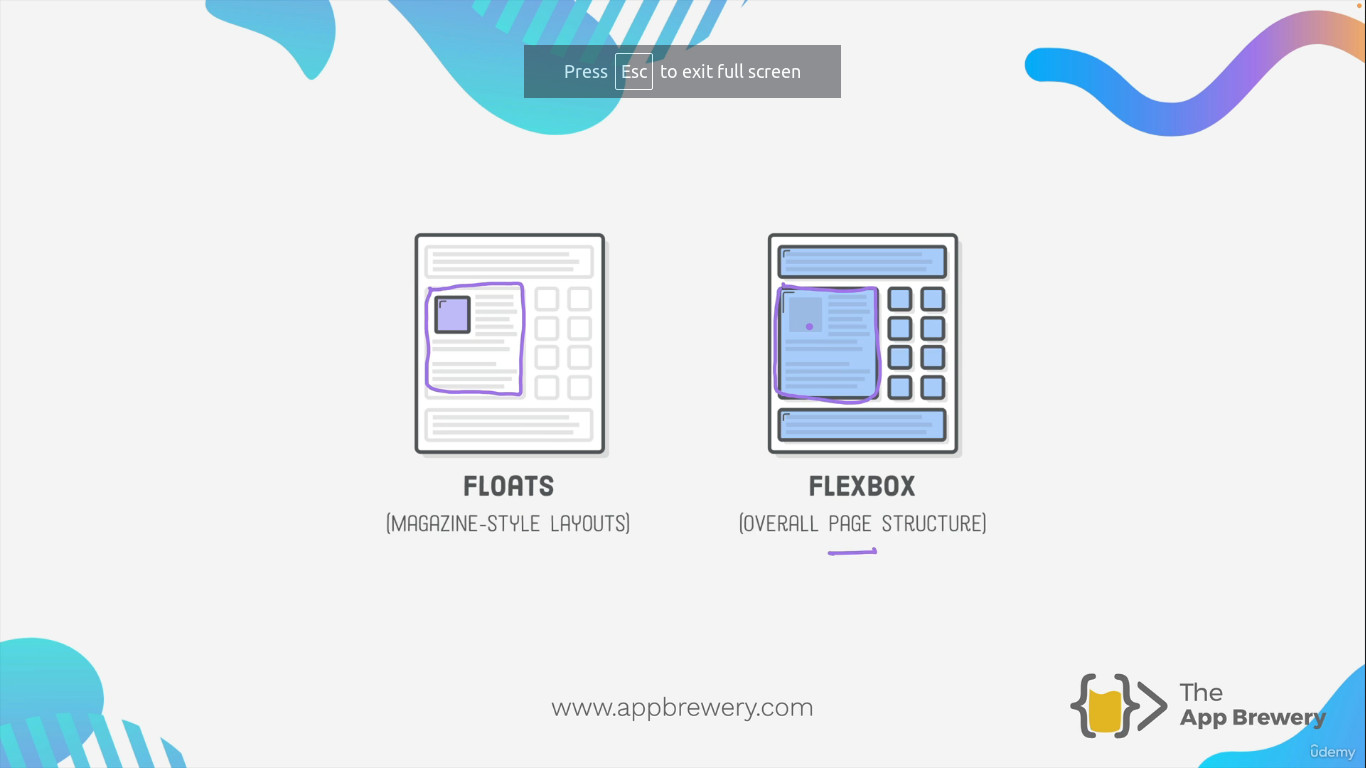 Press Esc to exit full screen
FLOATS
(MAGAZINE-STYLE LAYOUTS)
FLEXBOX
(OVERALL PAGE STRUCTURE)
www.appbrewery.com
The
App Brewery
udemy